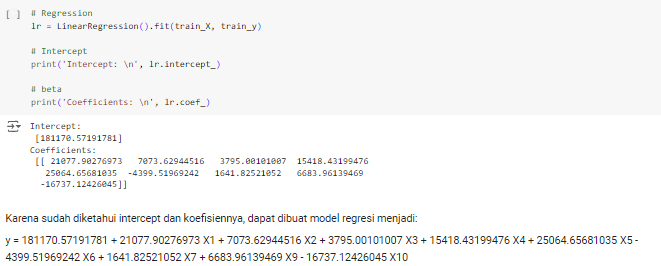 [ ] # Regression
lr = LinearRegression().fit(train_X, train_y)
# Intercept
print('Intercept: \n', lr.intercept_)
# beta
print('Coefficients: \n', lr.coef_)
Intercept:
[181170.57191781]
Coefficients:
[[ 21077.90276973 7073.62944516 3795.00101007 15418.43199476
25064.65681035 -4399.51969242 1641.82521052 6683.96139469
-16737.12426045]]
Karena sudah diketahui intercept dan koefisiennya, dapat dibuat model regresi menjadi:
y = 181170.57191781 + 21077.90276973 X1 + 7073.62944516 X2 + 3795.00101007 X3 + 15418.43199476 X4 + 25064.65681035 X5 -
4399.51969242 X6 + 1641.82521052 X7 + 6683.96139469 X9 - 16737.12426045 X10